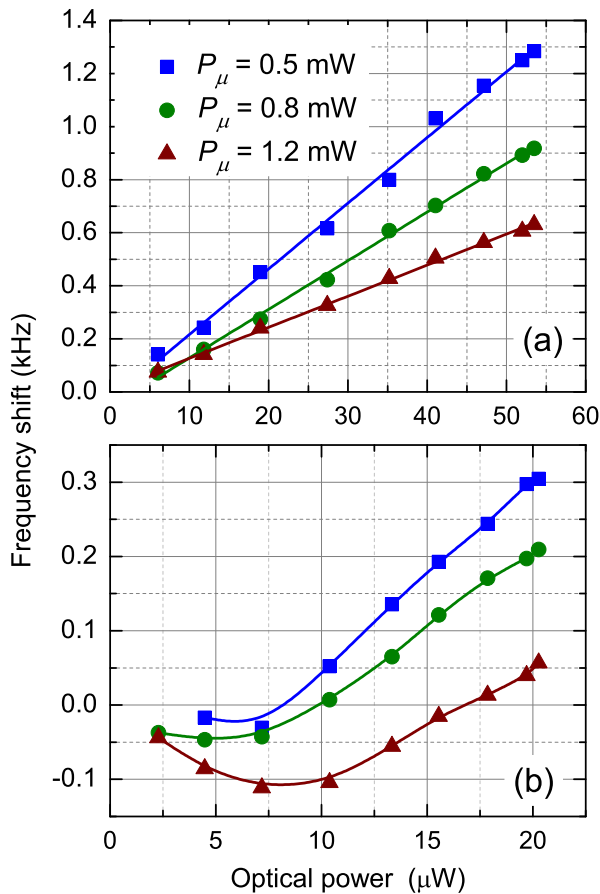 1.4
1.2
1.0
0.8
0.6
0.4
0.2
0.0
Pμ = 0.5 mW
Pμ = 0.8 mW
Pμ = 1.2 mW
(a)
0 10 20 30 40 50 60
Frequency shift (kHz)
0.3
0.2
0.1
0.0
-0.1
(b)
0 5 10 15 20
Optical power (μW)